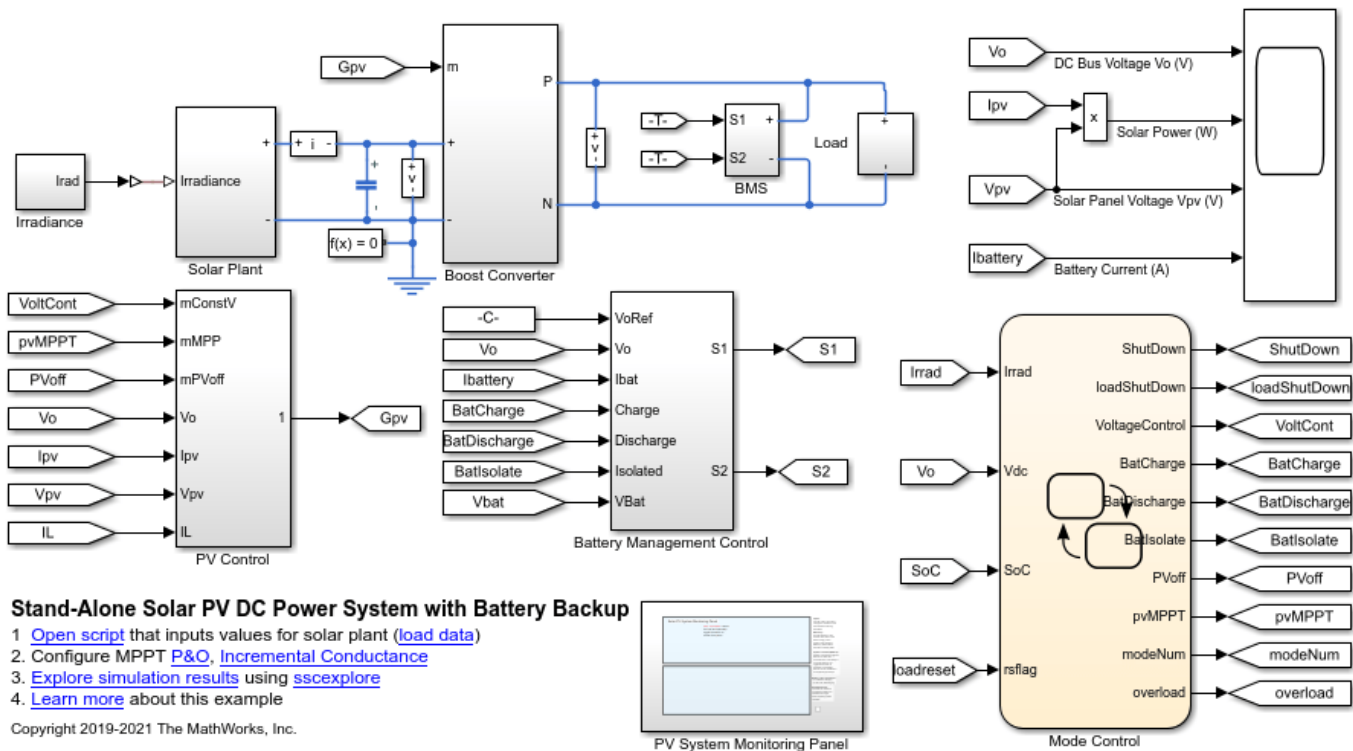 Gpv
m
P
N
+
-
Irad
Irradiance
Irradiance
+
-
Solar Plant
+ i -
+
-
+ v -
f(x) = 0
Boost Converter
+ v -
-T-
-T-
S1
S2
+
-
BMS
Load
+
-
Vo
DC Bus Voltage Vo (V)
Ipv
x
Solar Power (W)
Vpv
Solar Panel Voltage Vpv (V)
Ibattery
Battery Current (A)
VoltCont
pvMPPT
PVoff
Vo
Ipv
Vpv
IL
mConstV
mMPP
mPVoff
Vo
Ipv
Vpv
IL
1
Gpv
PV Control
-C-
Vo
Ibattery
BatCharge
BatDischarge
BatIsolate
Vbat
VoRef
Vo
Ibat
Charge
Discharge
Isolated
VBat
S1
S2
S1
S2
Battery Management Control
Irrad
Vo
SoC
loadreset
Irrad
Vdc
SoC
rsflag
ShutDown
loadShutDown
VoltageControl
BatCharge
BatDischarge
BatIsolate
PVoff
pvMPPT
modeNum
overload
ShutDown
loadShutDown
VoltCont
BatCharge
BatDischarge
BatIsolate
PVoff
pvMPPT
modeNum
overload
Mode Control
Stand-Alone Solar PV DC Power System with Battery Backup
1 Open script that inputs values for solar plant (load data)
2. Configure MPPT P&O, Incremental Conductance
3. Explore simulation results using sscexplore
4. Learn more about this example
Copyright 2019-2021 The MathWorks, Inc.
PV System Monitoring Panel